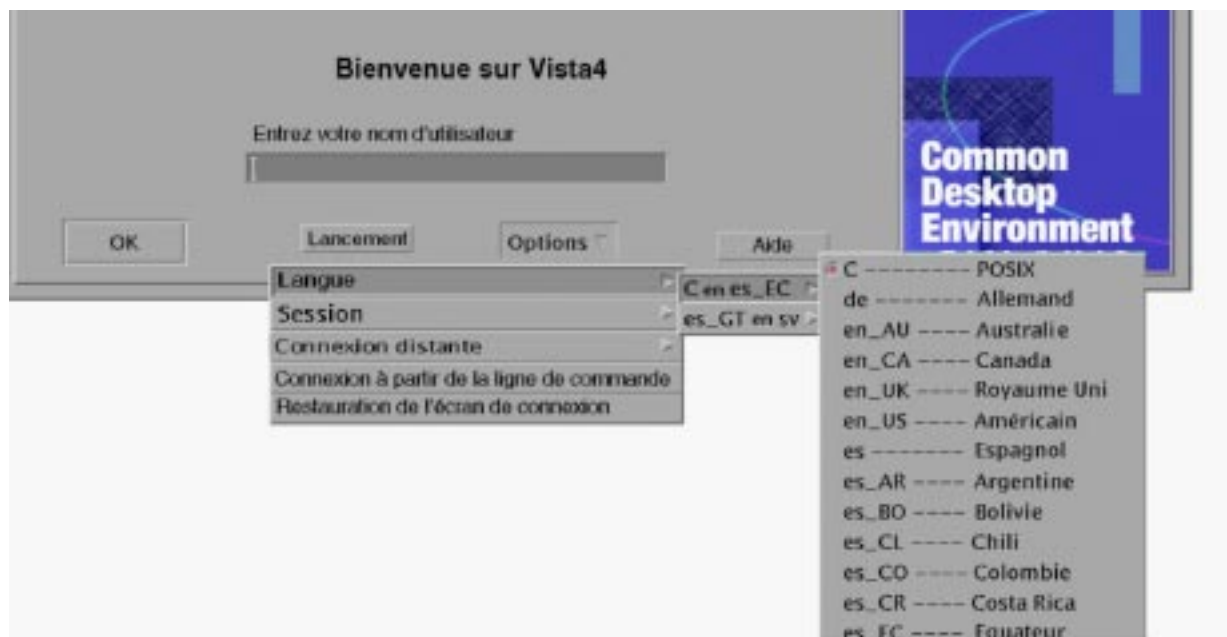 Bienvenue sur Vista4
Entrez votre nom d'utilisateur
OK
Lancement
Options
Aide
Common
Desktop
Environment
Langue
Session
Connexion distante
Connexion à partir de la ligne de commande
Restauration de l'écran de connexion
C en es_EC
es_GT en sv
C -------- POSIX
de ------- Allemand
en_AU ---- Australie
en_CA ---- Canada
en_UK ---- Royaume Uni
en_US ---- Américain
es ------- Espagnol
es_AR ---- Argentine
es_BO ---- Bolivie
es_CL ---- Chili
es_CO ---- Colombie
es_CR ---- Costa Rica
es_EC ---- Equateur